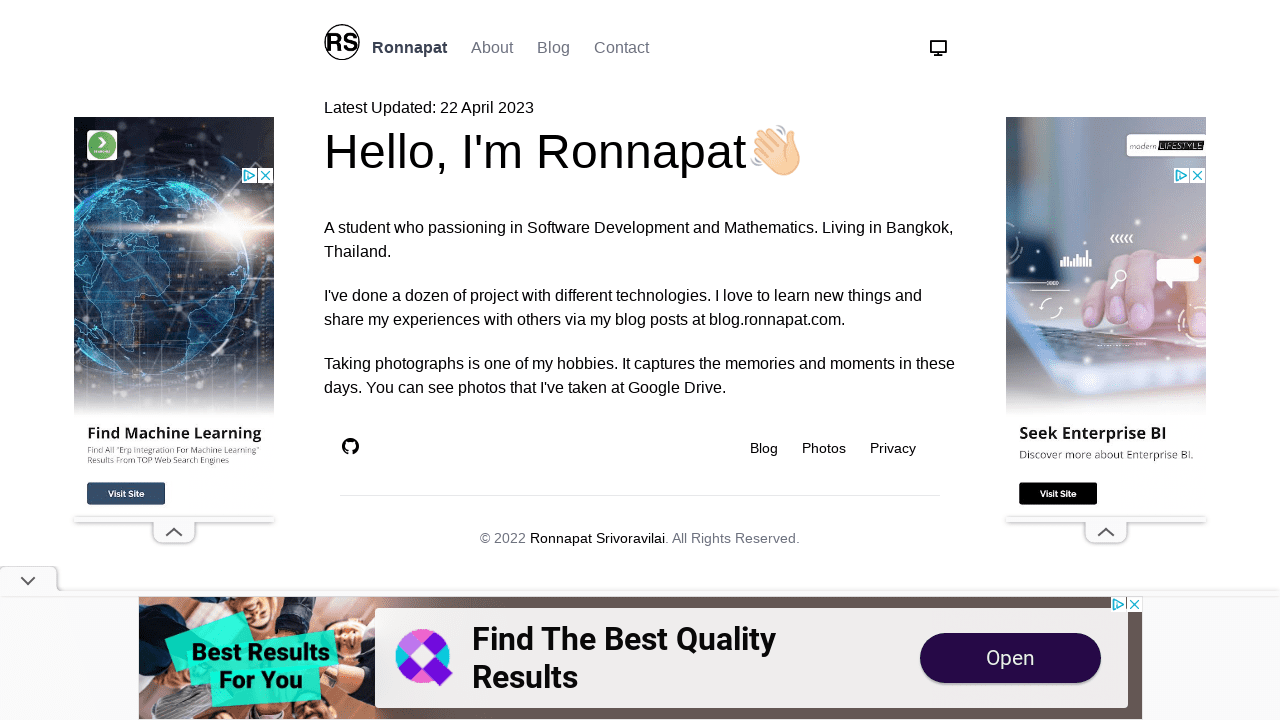 RS
Ronnapat About Blog Contact
Latest Updated: 22 April 2023
Hello, I'm Ronnapat
A student who passioning in Software Development and Mathematics. Living in Bangkok,
Thailand.
I've done a dozen of project with different technologies. I love to learn new things and
share my experiences with others via my blog posts at blog.ronnapat.com.
Taking photographs is one of my hobbies. It captures the memories and moments in these
days. You can see photos that I've taken at Google Drive.
Blog Photos Privacy
© 2022 Ronnapat Srivoravilai. All Rights Reserved.
Find Machine Learning
Find All "Erp Integration For Machine Learning"
Results From TOP Web Search Engines
Visit Site
modern LIFESTYLE
Seek Enterprise BI
Discover more about Enterprise BI.
Visit Site
Best Results
For You
Find The Best Quality
Results
Open